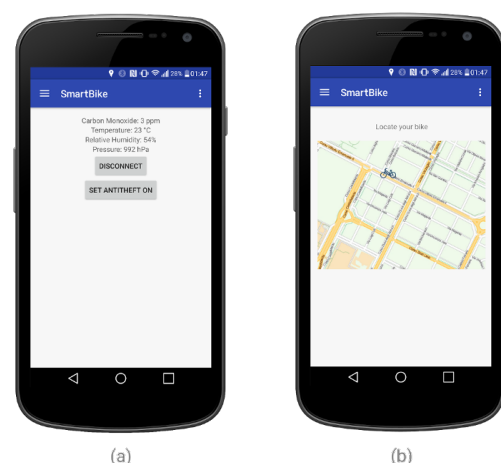 28% 01:47
SmartBike
Carbon Monoxide: 3 ppm
Temperature: 23 °C
Relative Humidity: 54%
Pressure: 992 hPa
DISCONNECT
SET ANTITHEFT ON
(a)
28% 01:47
SmartBike
Locate your bike
(b)